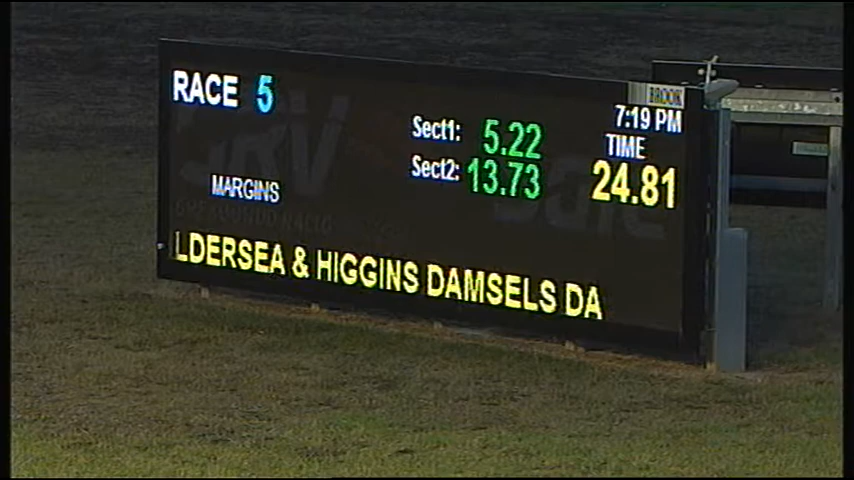 RACE 5
BROOK
7:19 PM
Sect1: 5.22
TIME
Sect2: 13.73
24.81
MARGINS
LDERSEA & HIGGINS DAMSELS DA